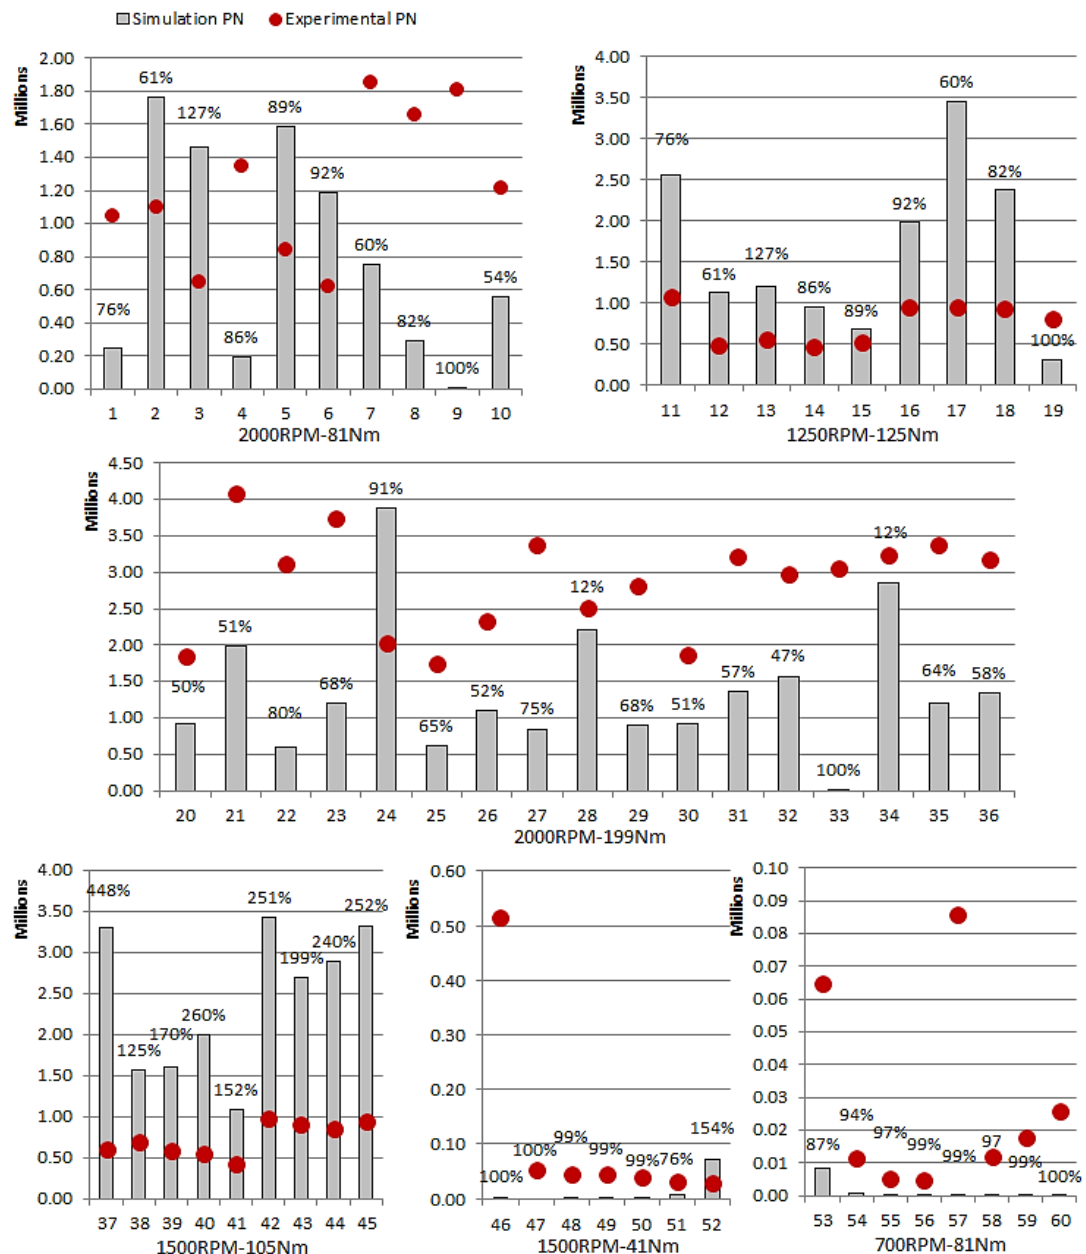 Simulation PN Experimental PN
Millions
2.00
1.80
1.60
1.40
1.20
1.00
0.80
0.60
0.40
0.20
0.00
76% 61% 127% 86% 89% 92% 60% 82% 100% 54%
1 2 3 4 5 6 7 8 9 10
2000RPM-81Nm
Millions
4.00
3.50
3.00
2.50
2.00
1.50
1.00
0.50
0.00
76% 61% 127% 86% 89% 92% 60% 82% 100%
11 12 13 14 15 16 17 18 19
1250RPM-125Nm
Millions
4.50
4.00
3.50
3.00
2.50
2.00
1.50
1.00
0.50
0.00
50% 51% 80% 68% 91% 65% 52% 75% 12% 68% 51% 57% 47% 100% 12% 64% 58%
20 21 22 23 24 25 26 27 28 29 30 31 32 33 34 35 36
2000RPM-199Nm
Millions
4.00
3.50
3.00
2.50
2.00
1.50
1.00
0.50
0.00
448% 125% 170% 260% 152% 251% 199% 240% 252%
37 38 39 40 41 42 43 44 45
1500RPM-105Nm
Millions
0.60
0.50
0.40
0.30
0.20
0.10
0.00
100% 100% 99% 99% 99% 76% 154%
46 47 48 49 50 51 52
1500RPM-41Nm
Millions
0.10
0.09
0.08
0.07
0.06
0.05
0.04
0.03
0.02
0.01
0.00
87% 94% 97% 99% 99% 97 99% 100%
53 54 55 56 57 58 59 60
700RPM-81Nm